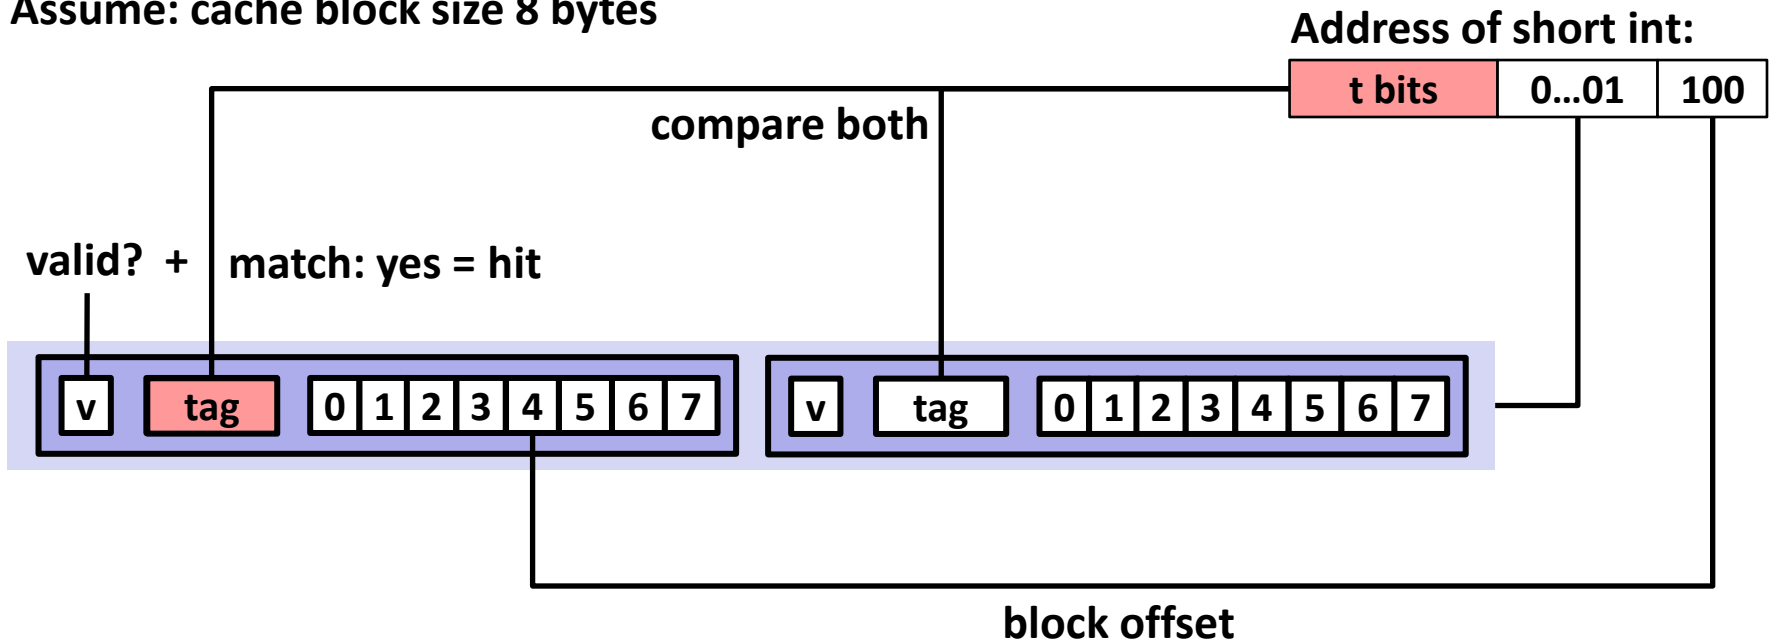 Assume: cache block size 8 bytes
Address of short int:
t bits 0...01 100
compare both
valid? + match: yes = hit
v tag 0 1 2 3 4 5 6 7 v tag 0 1 2 3 4 5 6 7
block offset